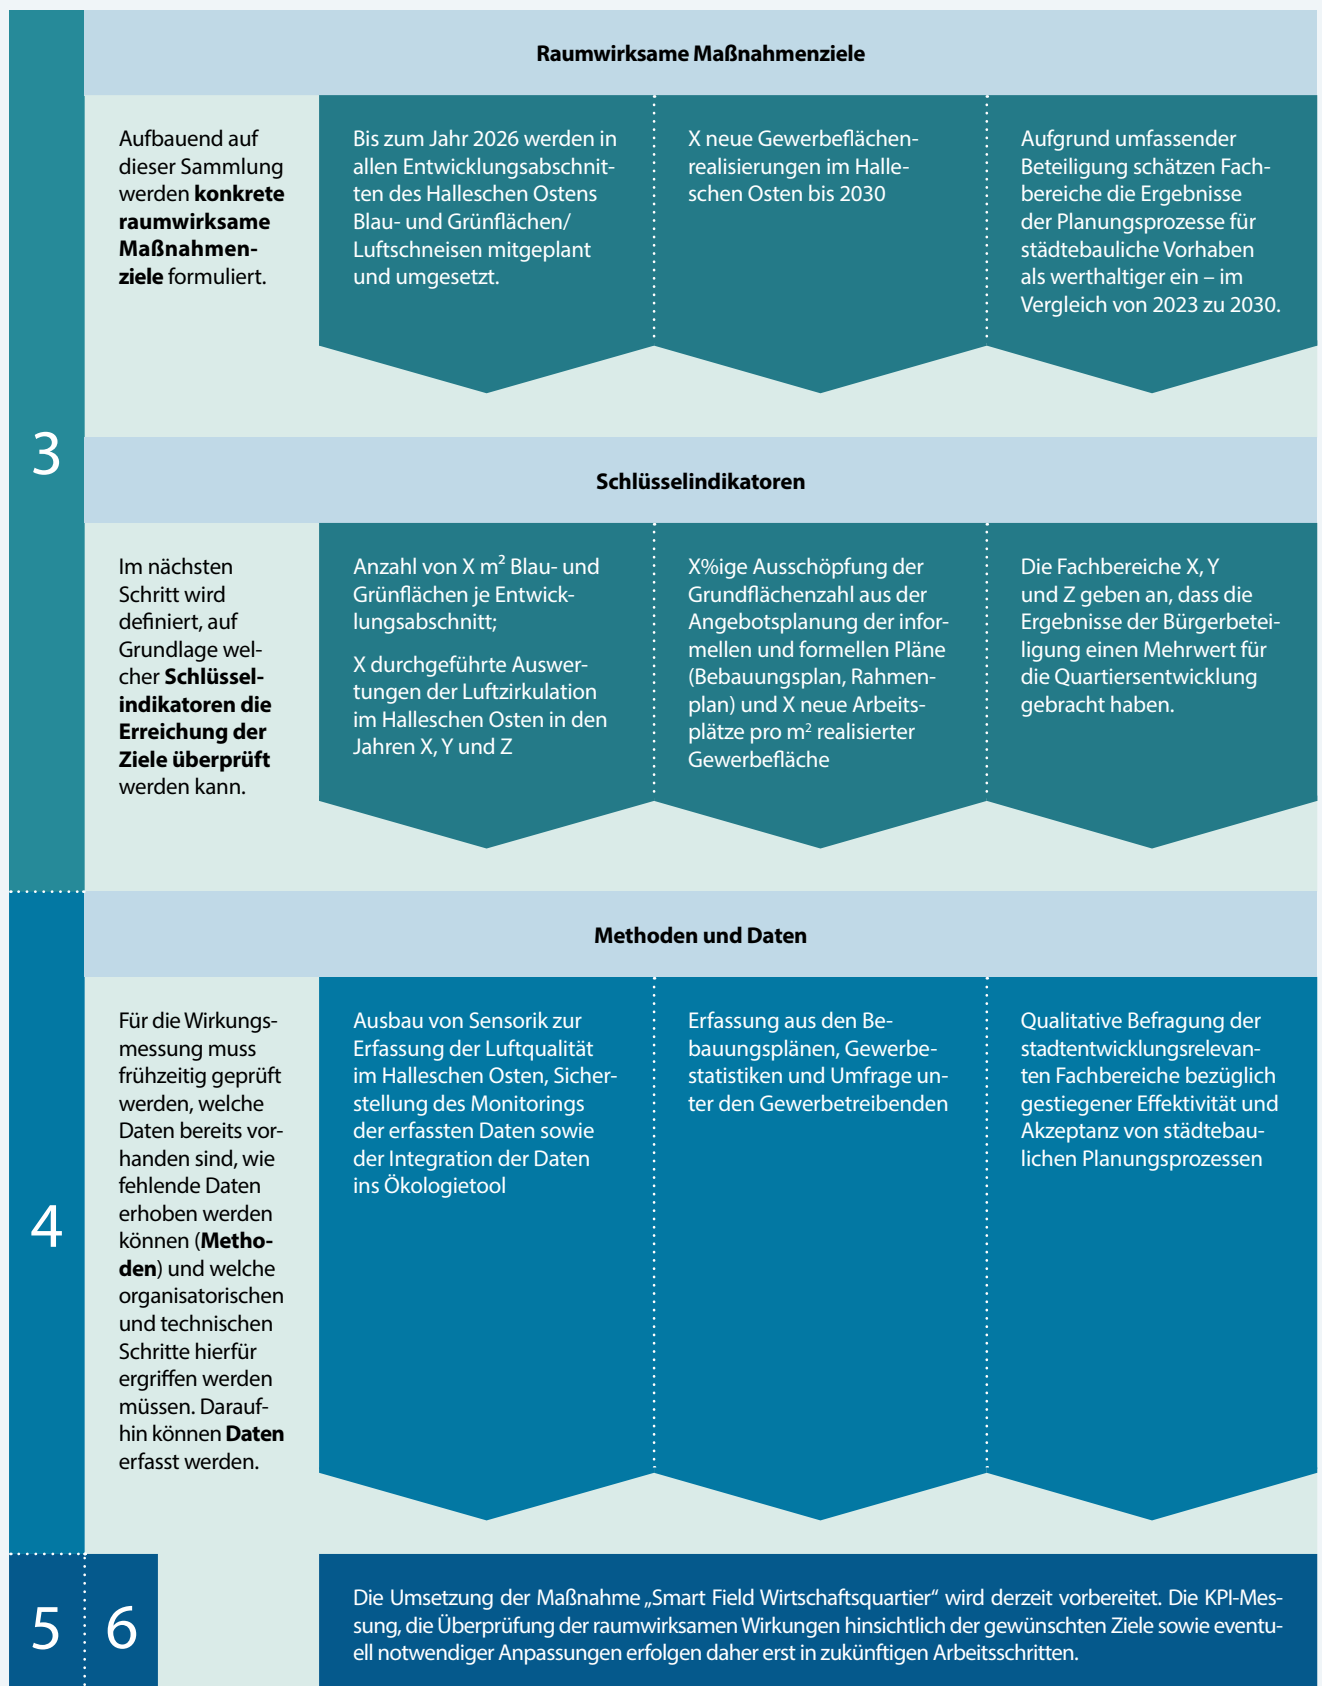 Raumwirksame Maßnahmenziele
Aufbauend auf
dieser Sammlung
werden konkrete
raumwirksame
Maßnahmen-
ziele formuliert.
Bis zum Jahr 2026 werden in
allen Entwicklungsabschnit-
ten des Halleschen Ostens
Blau- und Grünflächen/
Luftschneisen mitgeplant
und umgesetzt.
X neue Gewerbeflächen-
realisierungen im Halle-
schen Osten bis 2030
Aufgrund umfassender
Beteiligung schätzen Fach-
bereiche die Ergebnisse
der Planungsprozesse für
städtebauliche Vorhaben
als werthaltiger ein – im
Vergleich von 2023 zu 2030.
3
Schlüsselindikatoren
Im nächsten
Schritt wird
definiert, auf
Grundlage wel-
cher Schlüssel-
indikatoren die
Erreichung der
Ziele überprüft
werden kann.
Anzahl von X m² Blau- und
Grünflächen je Entwick-
lungsabschnitt;
X durchgeführte Auswer-
tungen der Luftzirkulation
im Halleschen Osten in den
Jahren X, Y und Z
X%ige Ausschöpfung der
Grundflächenzahl aus der
Angebotsplanung der infor-
mellen und formellen Pläne
(Bebauungsplan, Rahmen-
plan) und X neue Arbeits-
plätze pro m² realisierter
Gewerbefläche
Die Fachbereiche X, Y
und Z geben an, dass die
Ergebnisse der Bürgerbetei-
ligung einen Mehrwert für
die Quartiersentwicklung
gebracht haben.
Methoden und Daten
4
Für die Wirkungs-
messung muss
frühzeitig geprüft
werden, welche
Daten bereits vor-
handen sind, wie
fehlende Daten
erhoben werden
können (Metho-
den) und welche
organisatorischen
und technischen
Schritte hierfür
ergriffen werden
müssen. Darauf-
hin können Daten
erfasst werden.
Ausbau von Sensorik zur
Erfassung der Luftqualität
im Halleschen Osten, Sicher-
stellung des Monitorings
der erfassten Daten sowie
der Integration der Daten
ins Ökologietool
Erfassung aus den Be-
bauungsplänen, Gewerbe-
statistiken und Umfrage un-
ter den Gewerbetreibenden
Qualitative Befragung der
stadtentwicklungsrelevan-
ten Fachbereiche bezüglich
gestiegener Effektivität und
Akzeptanz von städtebau-
lichen Planungsprozessen
5
6
Die Umsetzung der Maßnahme „Smart Field Wirtschaftsquartier“ wird derzeit vorbereitet. Die KPI-Mes-
sung, die Überprüfung der raumwirksamen Wirkungen hinsichtlich der gewünschten Ziele sowie eventu-
ell notwendiger Anpassungen erfolgen daher erst in zukünftigen Arbeitsschritten.